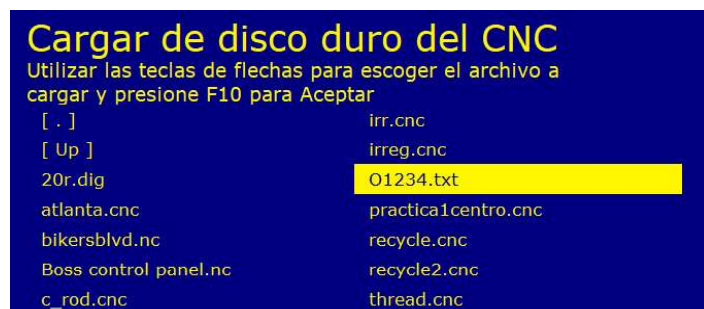 Cargar de disco duro del CNC
Utilizar las teclas de flechas para escoger el archivo a
cargar y presione F10 para Aceptar
[ . ]
[ Up ]
20r.dig
atlanta.cnc
bikersblvd.nc
Boss control panel.nc
c_rod.cnc
irr.cnc
irreg.cnc
O1234.txt
practica1centro.cnc
recycle.cnc
recycle2.cnc
thread.cnc